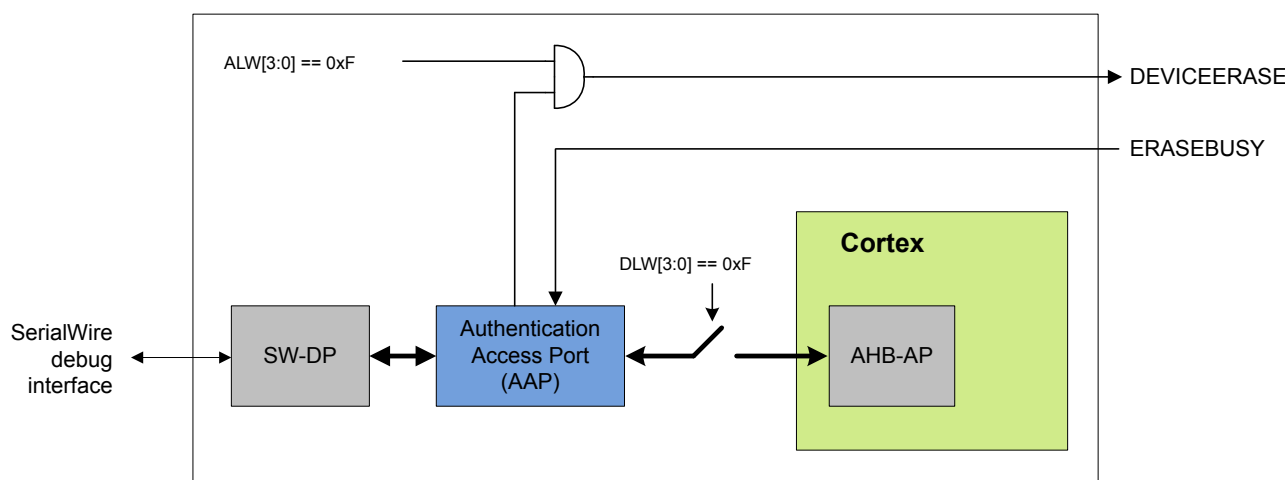 ALW[3:0] == 0xF
DEVICEERASE
ERASEBUSY
Cortex
DLW[3:0] == 0xF
SerialWire
debug
interface
SW-DP
Authentication
Access Port
(AAP)
AHB-AP